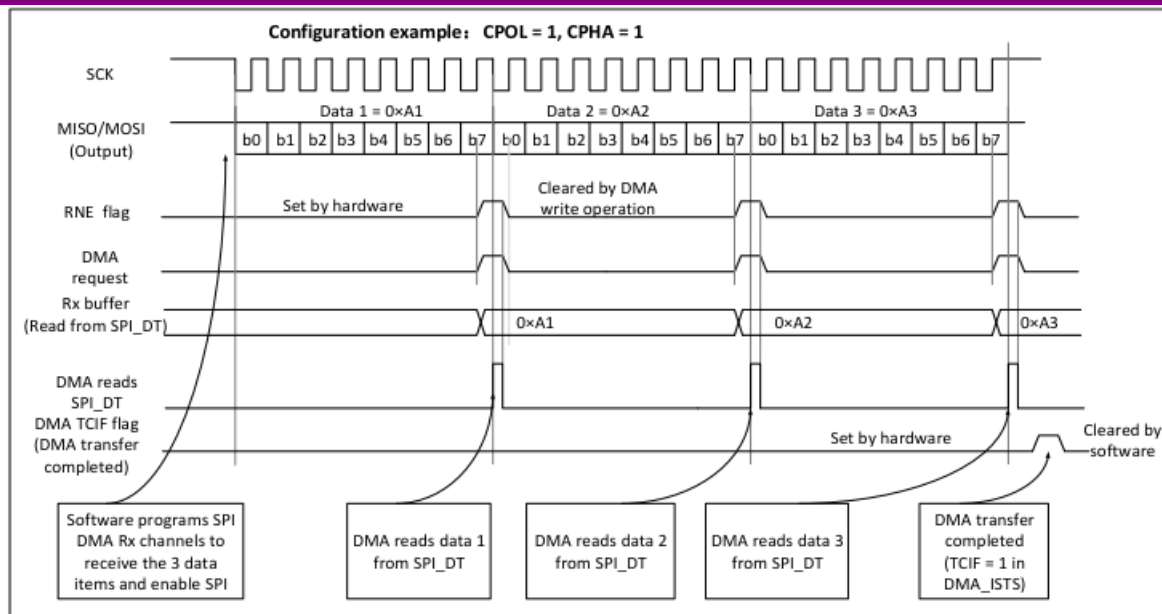 Configuration example: CPOL = 1, CPHA = 1
SCK
Data 1 = 0×A1 Data 2 = 0×A2 Data 3 = 0×A3
MISO/MOSI
(Output)
b0 b1 b2 b3 b4 b5 b6 b7 b0 b1 b2 b3 b4 b5 b6 b7 b0 b1 b2 b3 b4 b5 b6 b7
RNE flag
Set by hardware
Cleared by DMA
write operation
DMA
request
Rx buffer
(Read from SPI_DT)
0×A1 0×A2 0×A3
DMA reads
SPI_DT
DMA TCIF flag
(DMA transfer
completed)
Set by hardware
Cleared by
software
Software programs SPI
DMA Rx channels to
receive the 3 data
items and enable SPI
DMA reads data 1
from SPI_DT
DMA reads data 2
from SPI_DT
DMA reads data 3
from SPI_DT
DMA transfer
completed
(TCIF = 1 in
DMA_ISTS)